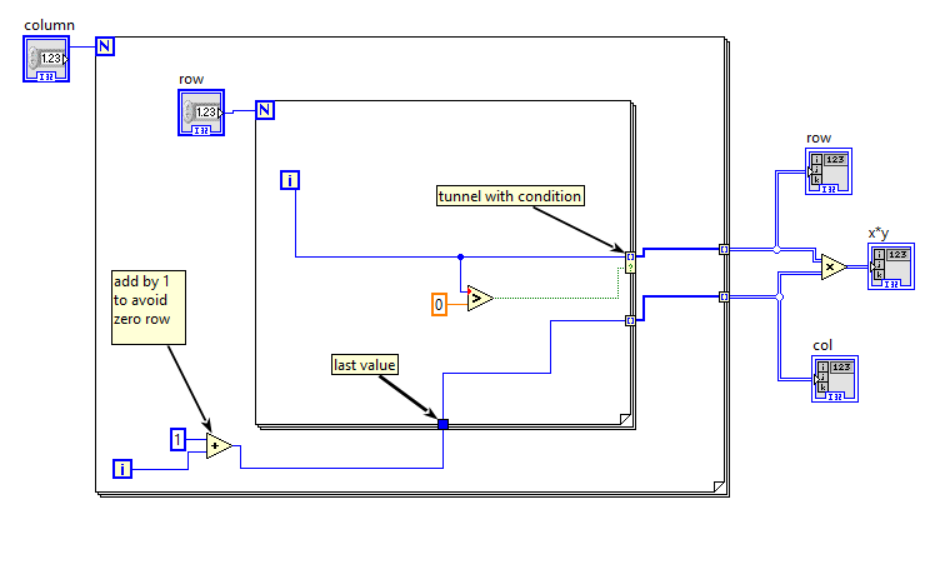 column
N
1.23
I32
row
N
1.23
I32
i
tunnel with condition
?
>
0
add by 1
to avoid
zero row
last value
1
+
i
row
i
j
k
123
I32
x*y
×
i
j
k
123
I32
col
i
j
k
123
I32